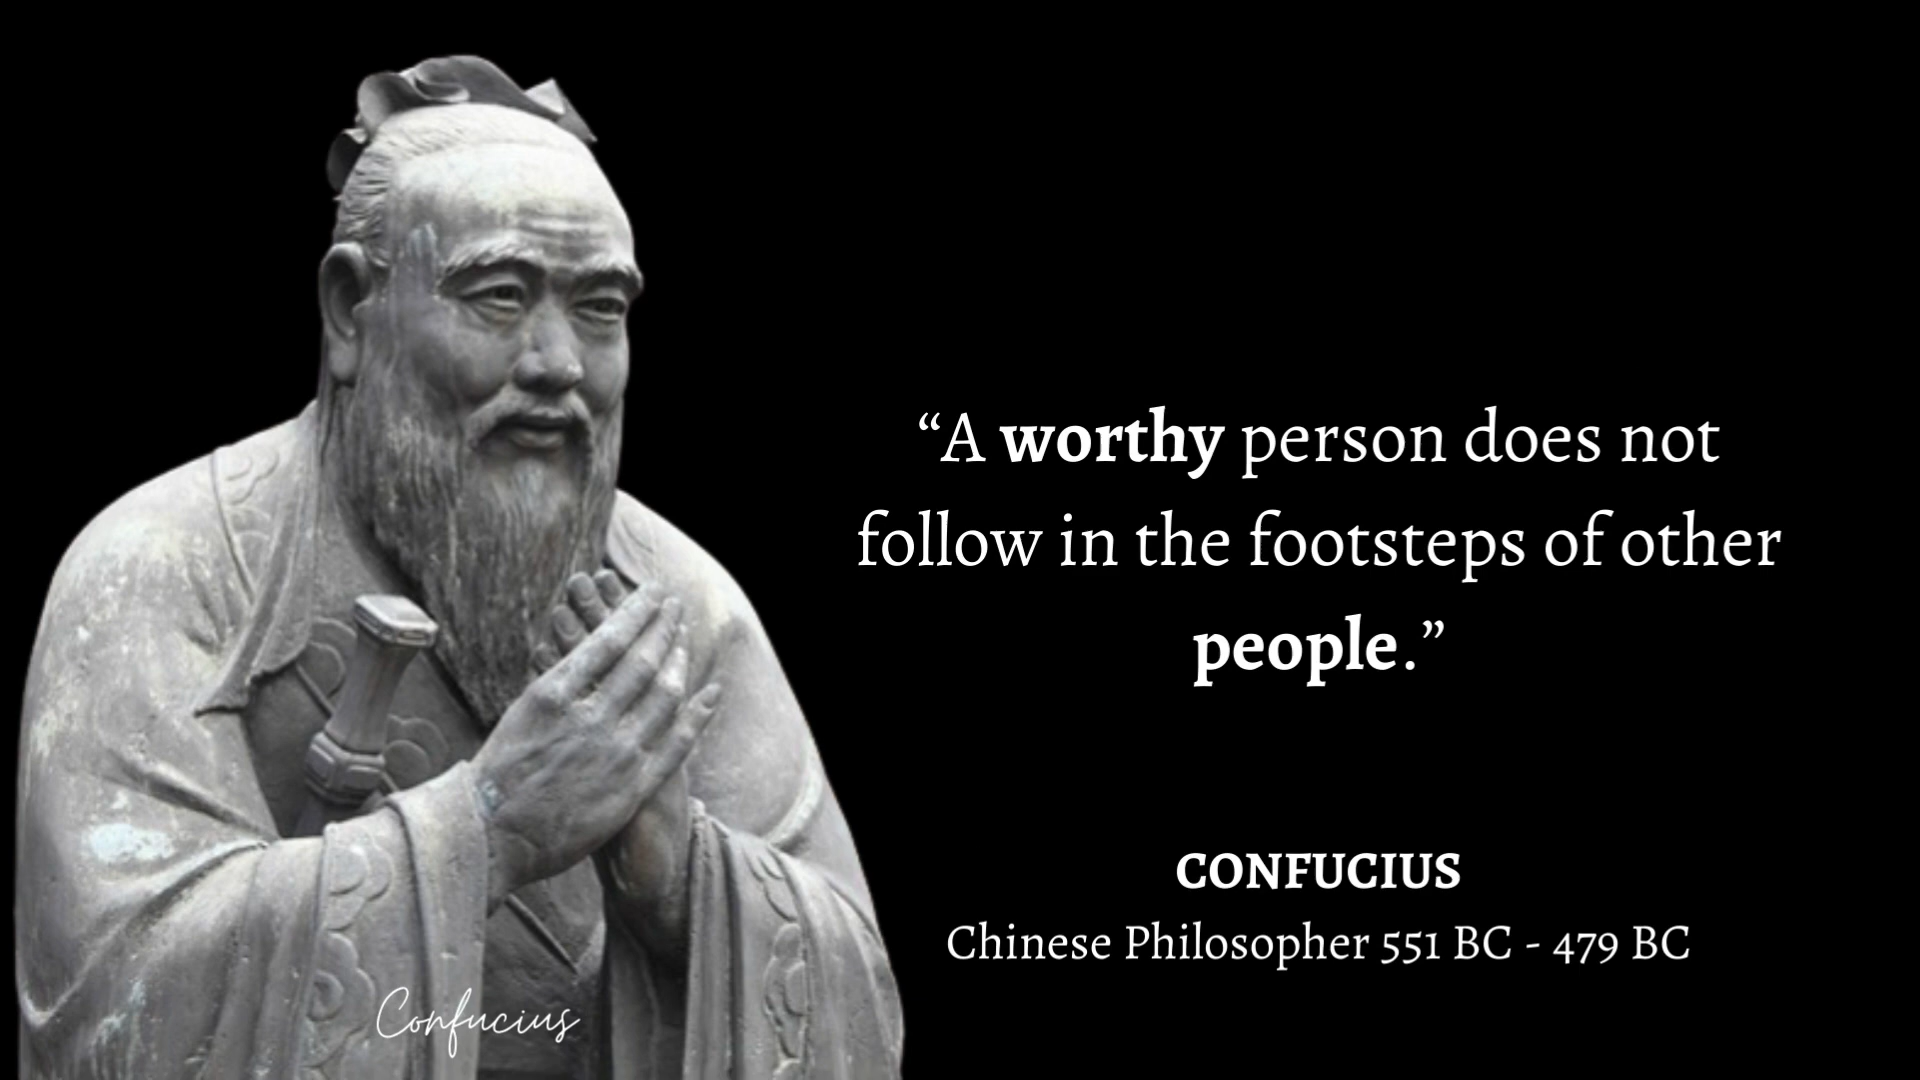 “A worthy person does not
follow in the footsteps of other
people.”
CONFUCIUS
Chinese Philosopher 551 BC - 479 BC
Confucius